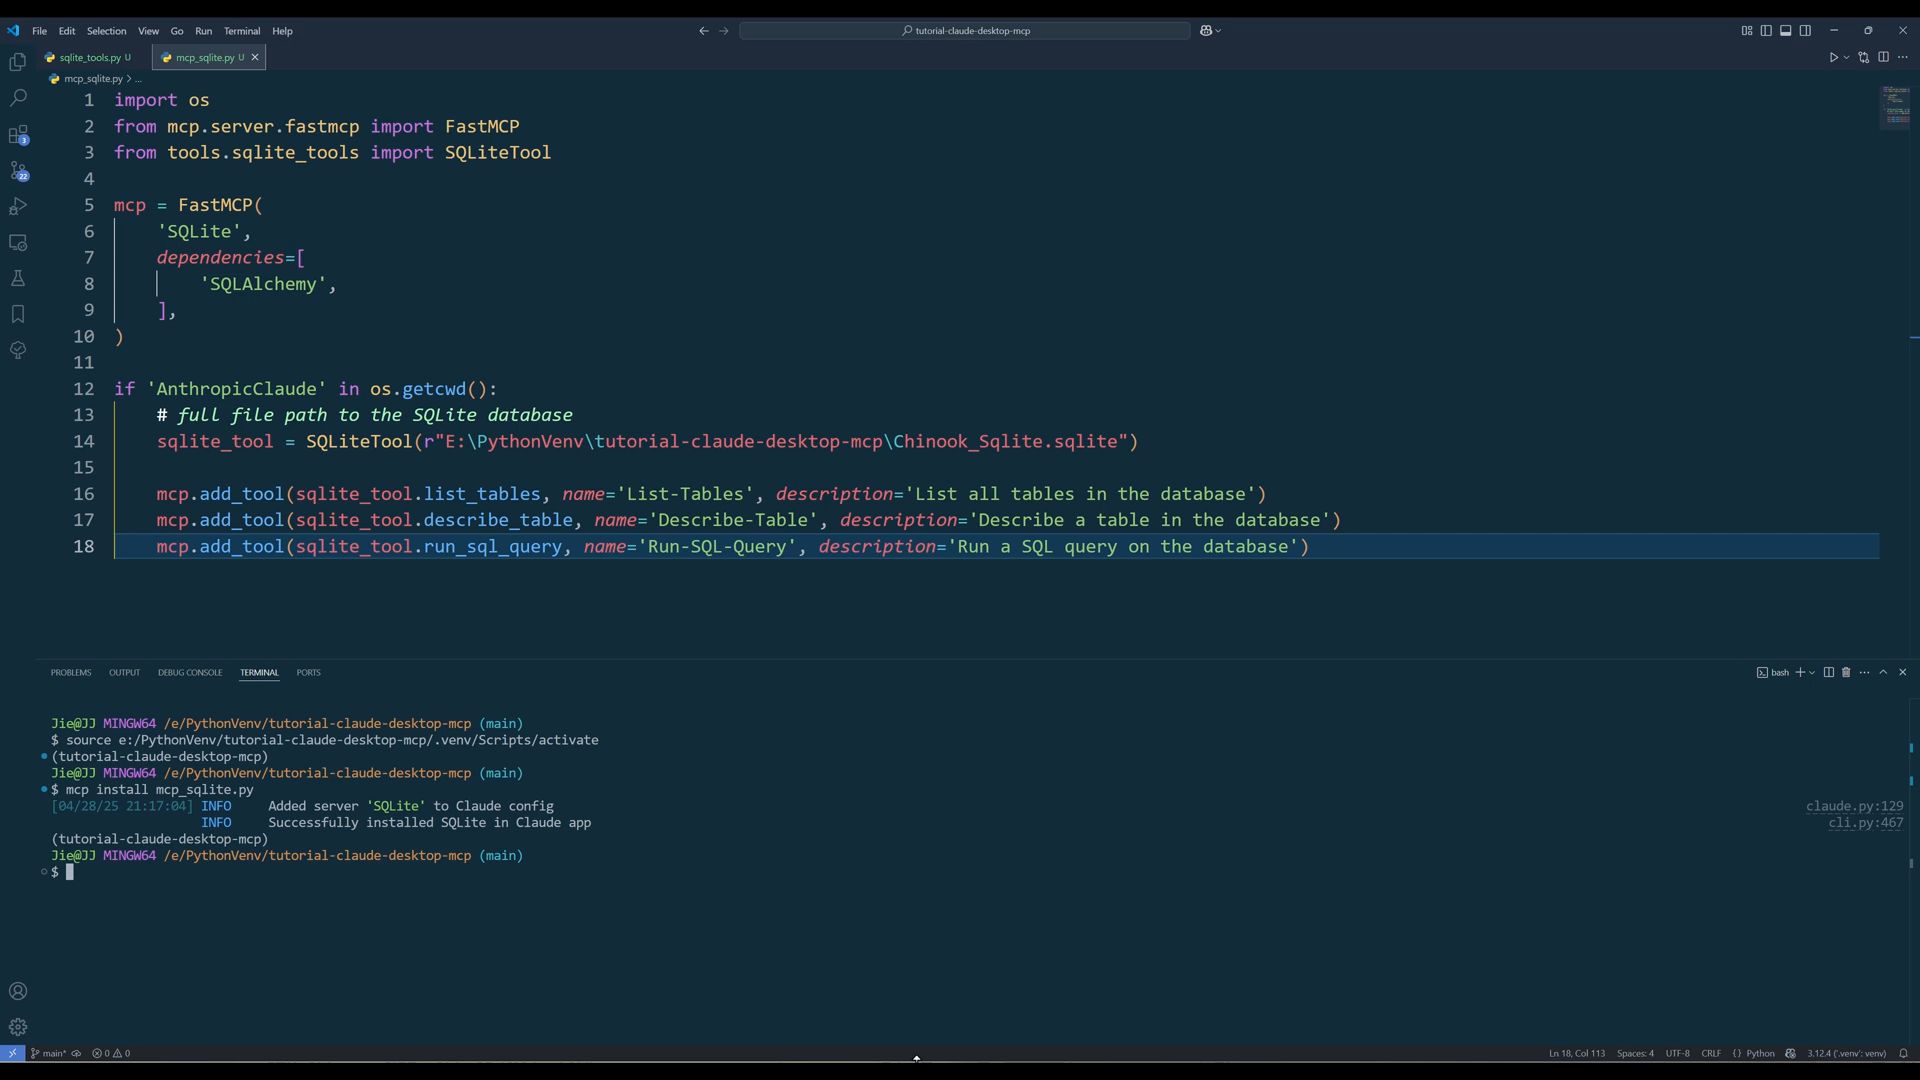 File Edit Selection View Go Run Terminal Help
tutorial-claude-desktop-mcp
sqlite_tools.py U
mcp_sqlite.py U
mcp_sqlite.py > ...
1 import os
2 from mcp.server.fastmcp import FastMCP
3 from tools.sqlite_tools import SQLiteTool
4
5 mcp = FastMCP(
6 'SQLite',
7 dependencies=[
8 'SQLAlchemy',
9 ],
10 )
11
12 if 'AnthropicClaude' in os.getcwd():
13 # full file path to the SQLite database
14 sqlite_tool = SQLiteTool(r"E:\PythonVenv\tutorial-claude-desktop-mcp\Chinook_Sqlite.sqlite")
15
16 mcp.add_tool(sqlite_tool.list_tables, name='List-Tables', description='List all tables in the database')
17 mcp.add_tool(sqlite_tool.describe_table, name='Describe-Table', description='Describe a table in the database')
18 mcp.add_tool(sqlite_tool.run_sql_query, name='Run-SQL-Query', description='Run a SQL query on the database')
3
22
PROBLEMS OUTPUT DEBUG CONSOLE TERMINAL PORTS
bash
Jie@JJ MINGW64 /e/PythonVenv/tutorial-claude-desktop-mcp (main)
$ source e:/PythonVenv/tutorial-claude-desktop-mcp/.venv/Scripts/activate
(tutorial-claude-desktop-mcp)
Jie@JJ MINGW64 /e/PythonVenv/tutorial-claude-desktop-mcp (main)
$ mcp install mcp_sqlite.py
[04/28/25 21:17:04] INFO Added server 'SQLite' to Claude config claude.py:129
INFO Successfully installed SQLite in Claude app cli.py:467
(tutorial-claude-desktop-mcp)
Jie@JJ MINGW64 /e/PythonVenv/tutorial-claude-desktop-mcp (main)
$
main* 0 0
Ln 18, Col 113 Spaces: 4 UTF-8 CRLF {} Python 3.12.4 ('.venv': venv)